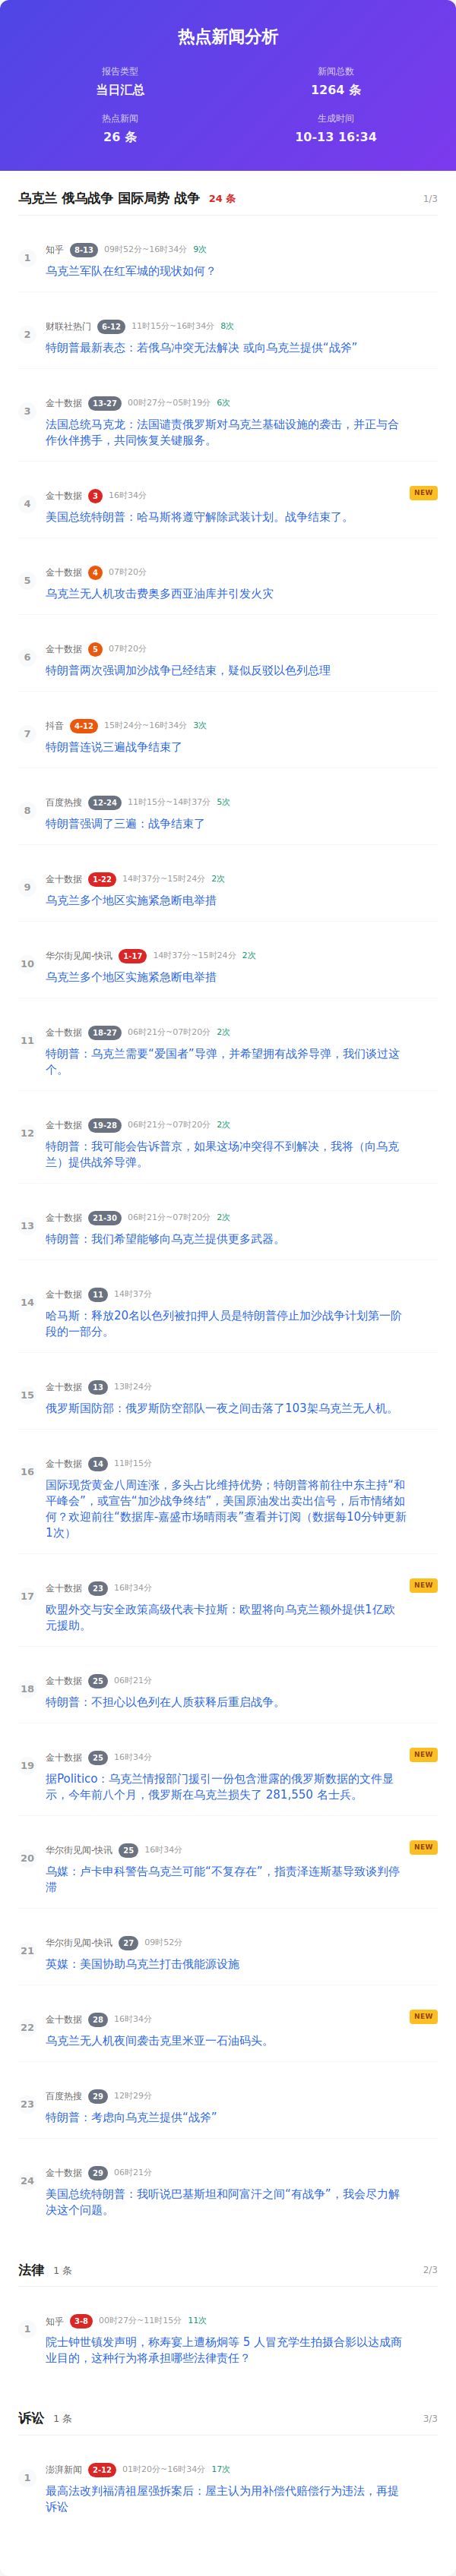 热点新闻分析
报告类型
当日汇总
新闻总数
1264 条
热点新闻
26 条
生成时间
10-13 16:34
乌克兰 俄乌战争 国际局势 战争 24 条 1/3
1
知乎 8-13 09时52分~16时34分 9次
乌克兰军队在红军城的现状如何？
2
财联社热门 6-12 11时15分~16时34分 8次
特朗普最新表态：若俄乌冲突无法解决 或向乌克兰提供“战斧”
3
金十数据 13-27 00时27分~05时19分 6次
法国总统马克龙：法国谴责俄罗斯对乌克兰基础设施的袭击，并正与合
作伙伴携手，共同恢复关键服务。
4
金十数据 3 16时34分 NEW
美国总统特朗普：哈马斯将遵守解除武装计划。战争结束了。
5
金十数据 4 07时20分
乌克兰无人机攻击费奥多西亚油库并引发火灾
6
金十数据 5 07时20分
特朗普两次强调加沙战争已经结束，疑似反驳以色列总理
7
抖音 4-12 15时24分~16时34分 3次
特朗普连说三遍战争结束了
8
百度热搜 12-24 11时15分~14时37分 5次
特朗普强调了三遍：战争结束了
9
金十数据 1-22 14时37分~15时24分 2次
乌克兰多个地区实施紧急断电举措
10
华尔街见闻-快讯 1-17 14时37分~15时24分 2次
乌克兰多个地区实施紧急断电举措
11
金十数据 18-27 06时21分~07时20分 2次
特朗普：乌克兰需要“爱国者”导弹，并希望拥有战斧导弹，我们谈过这
个。
12
金十数据 19-28 06时21分~07时20分 2次
特朗普：我可能会告诉普京，如果这场冲突得不到解决，我将（向乌克
兰）提供战斧导弹。
13
金十数据 21-30 06时21分~07时20分 2次
特朗普：我们希望能够向乌克兰提供更多武器。
14
金十数据 11 14时37分
哈马斯：释放20名以色列被扣押人员是特朗普停止加沙战争计划第一阶
段的一部分。
15
金十数据 13 13时24分
俄罗斯国防部：俄罗斯防空部队一夜之间击落了103架乌克兰无人机。
16
金十数据 14 11时15分
国际现货黄金八周连涨，多头占比维持优势；特朗普将前往中东主持“和
平峰会”，或宣告“加沙战争终结”，美国原油发出卖出信号，后市情绪如
何？欢迎前往“数据库-嘉盛市场晴雨表”查看并订阅（数据每10分钟更新
1次）
17
金十数据 23 16时34分 NEW
欧盟外交与安全政策高级代表卡拉斯：欧盟将向乌克兰额外提供1亿欧
元援助。
18
金十数据 25 06时21分
特朗普：不担心以色列在人质获释后重启战争。
19
金十数据 25 16时34分 NEW
据Politico：乌克兰情报部门援引一份包含泄露的俄罗斯数据的文件显
示，今年前八个月，俄罗斯在乌克兰损失了 281,550 名士兵。
20
华尔街见闻-快讯 25 16时34分 NEW
乌媒：卢卡申科警告乌克兰可能“不复存在”，指责泽连斯基导致谈判停
滞
21
华尔街见闻-快讯 27 09时52分
英媒：美国协助乌克兰打击俄能源设施
22
金十数据 28 16时34分 NEW
乌克兰无人机夜间袭击克里米亚一石油码头。
23
百度热搜 29 12时29分
特朗普：考虑向乌克兰提供“战斧”
24
金十数据 29 06时21分
美国总统特朗普：我听说巴基斯坦和阿富汗之间“有战争”，我会尽力解
决这个问题。
法律 1 条 2/3
1
知乎 3-8 00时27分~11时15分 11次
院士钟世镇发声明，称寿宴上遭杨炯等 5 人冒充学生拍摄合影以达成商
业目的，这种行为将承担哪些法律责任？
诉讼 1 条 3/3
1
澎湃新闻 2-12 01时20分~16时34分 17次
最高法改判福清祖屋强拆案后：屋主认为用补偿代赔偿行为违法，再提
诉讼